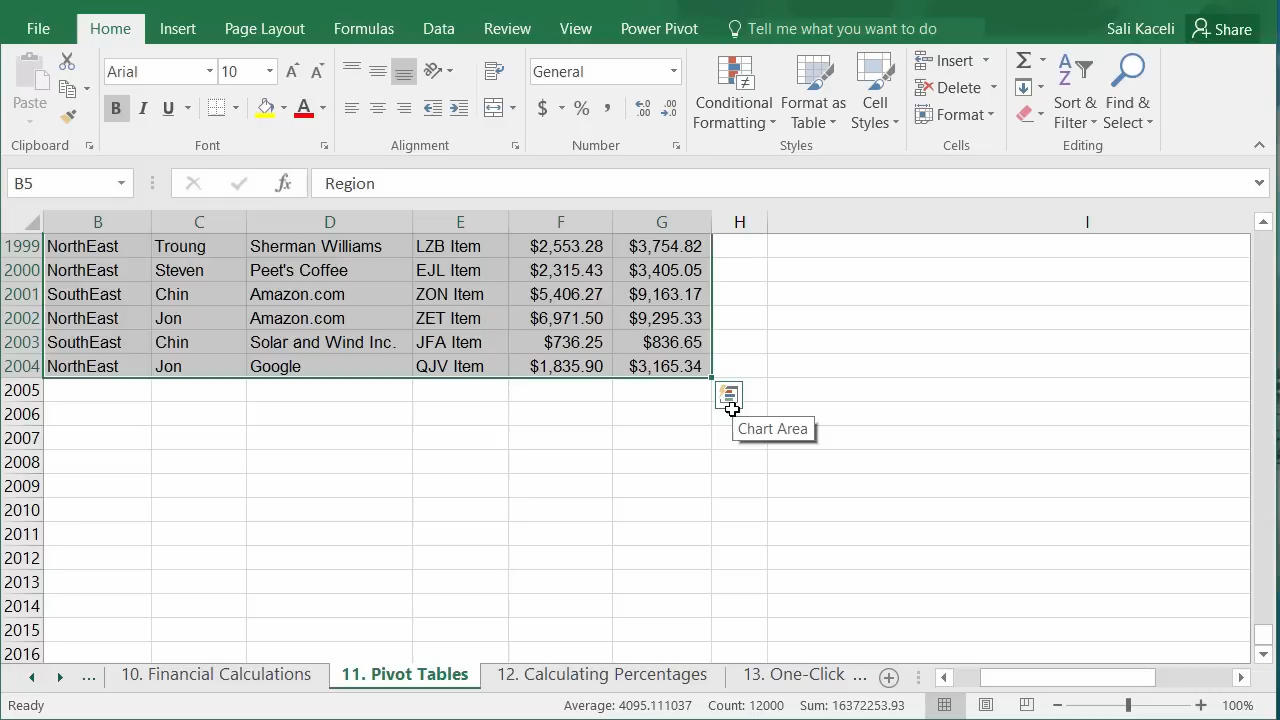 File Home Insert Page Layout Formulas Data Review View Power Pivot Tell me what you want to do Sali Kaceli Share
Paste
Clipboard
Arial 10
B I U
Font
Alignment
General
$ % ,
Number
Conditional Formatting
Format as Table
Cell Styles
Styles
Insert
Delete
Format
Cells
Sort & Filter
Find & Select
Editing
B5 fx Region
B C D E F G H I
1999 NorthEast Troung Sherman Williams LZB Item $2,553.28 $3,754.82
2000 NorthEast Steven Peet's Coffee EJL Item $2,315.43 $3,405.05
2001 SouthEast Chin Amazon.com ZON Item $5,406.27 $9,163.17
2002 NorthEast Jon Amazon.com ZET Item $6,971.50 $9,295.33
2003 SouthEast Chin Solar and Wind Inc. JFA Item $736.25 $836.65
2004 NorthEast Jon Google QJV Item $1,835.90 $3,165.34
2005
Chart Area
2006
2007
2008
2009
2010
2011
2012
2013
2014
2015
2016
... 10. Financial Calculations 11. Pivot Tables 12. Calculating Percentages 13. One-Click ...
Ready Average: 4095.111037 Count: 12000 Sum: 16372253.93 100%